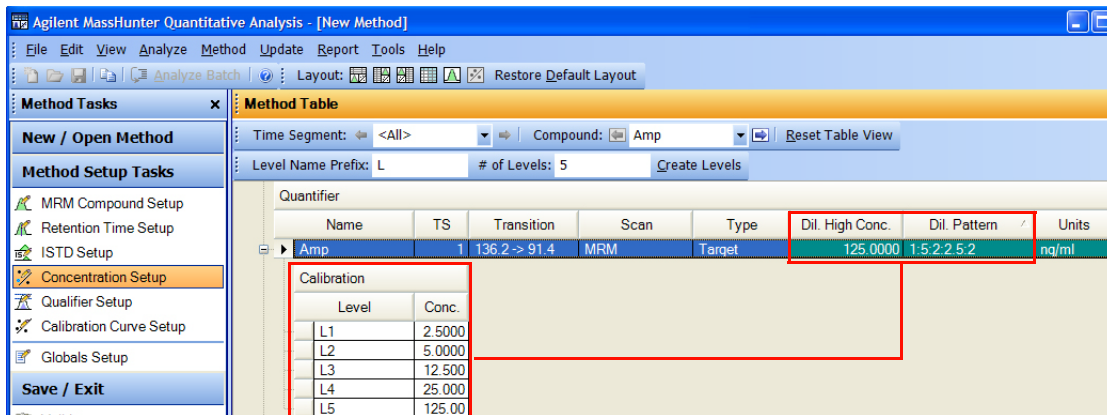 Agilent MassHunter Quantitative Analysis - [New Method]
File Edit View Analyze Method Update Report Tools Help
Analyze Batch Layout: Restore Default Layout
Method Tasks x
Method Table
New / Open Method
Time Segment: <All> Compound: Amp Reset Table View
Method Setup Tasks
Level Name Prefix: L # of Levels: 5 Create Levels
MRM Compound Setup
Retention Time Setup
ISTD Setup
Concentration Setup
Qualifier Setup
Calibration Curve Setup
Globals Setup
Save / Exit
Quantifier
Name TS Transition Scan Type Dil. High Conc. Dil. Pattern Units
Amp 1 136.2 -> 91.4 MRM Target 125.0000 1:5:2:2.5:2 ng/ml
Calibration
Level Conc.
L1 2.5000
L2 5.0000
L3 12.500
L4 25.000
L5 125.00